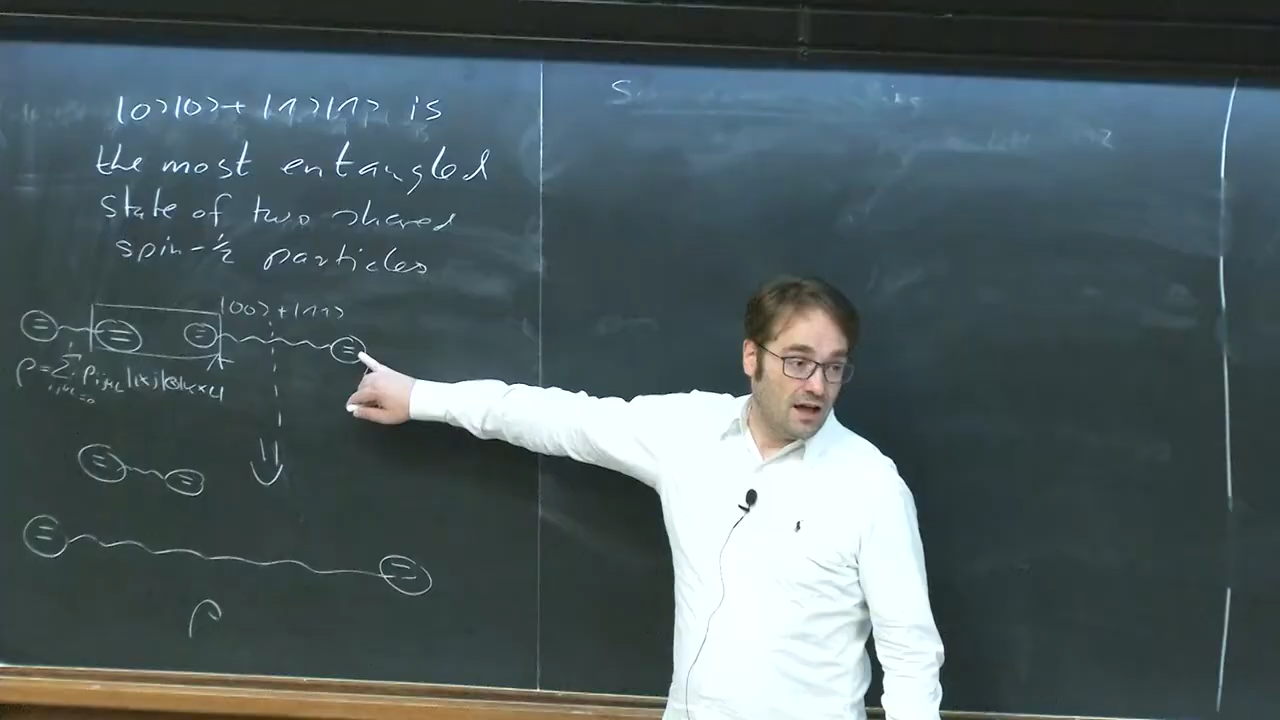 |0>|0> + |1>|1> is
the most entangled
state of two shared
spin-1/2 particles
|00> + |11>
ρ = Σ ρijkl |i><j|⊗|k><l|
i,j,k,l=0
ρ